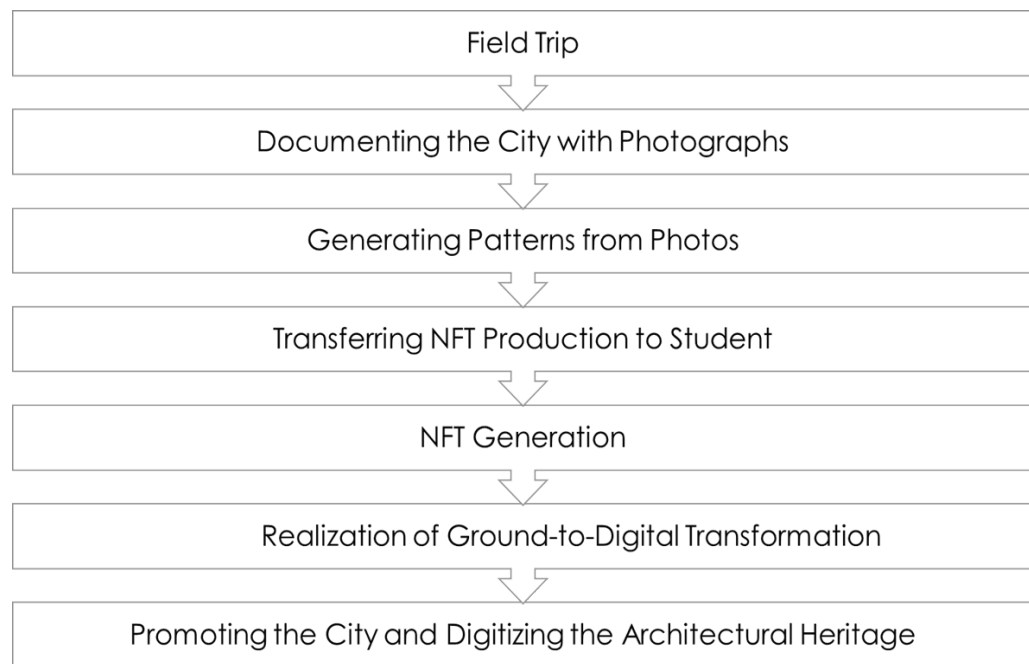 Field Trip
Documenting the City with Photographs
Generating Patterns from Photos
Transferring NFT Production to Student
NFT Generation
Realization of Ground-to-Digital Transformation
Promoting the City and Digitizing the Architectural Heritage